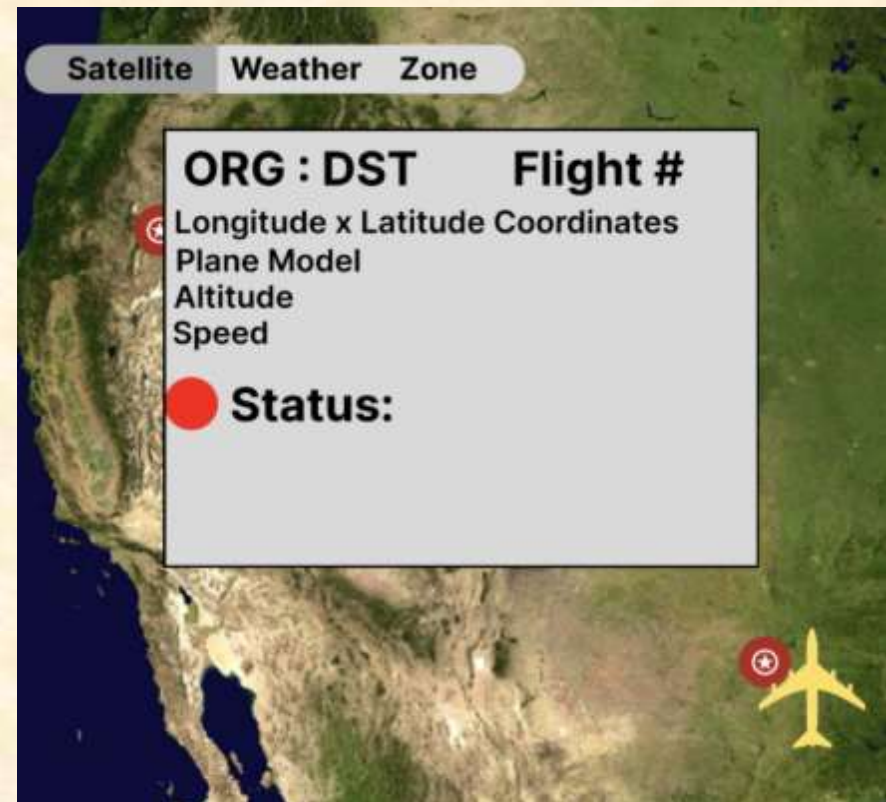 Satellite Weather Zone
ORG : DST Flight #
Longitude x Latitude Coordinates
Plane Model
Altitude
Speed
Status: